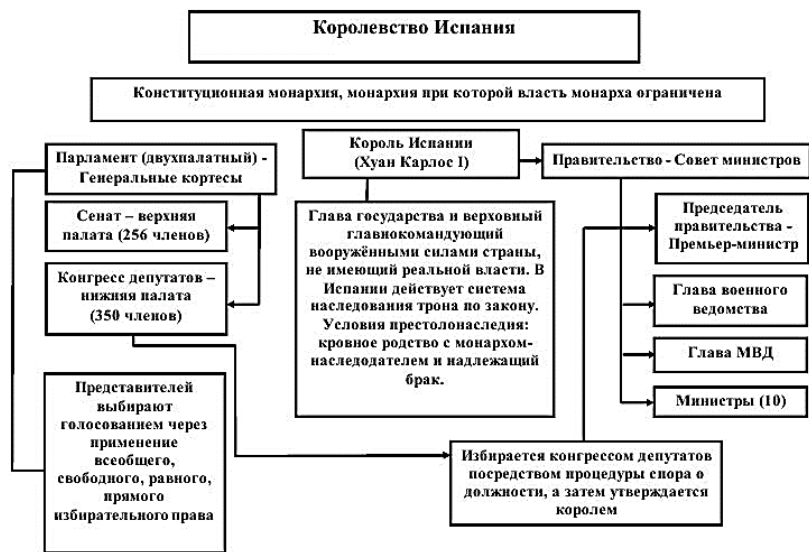 Королевство Испания
Конституционная монархия, монархия при которой власть монарха ограничена
Парламент (двухпалатный) -
Генеральные кортесы
Король Испании
(Хуан Карлос I)
Правительство - Совет министров
Сенат – верхняя
палата (256 членов)
Конгресс депутатов –
нижняя палата
(350 членов)
Глава государства и верховный
главнокомандующий
вооружёнными силами страны,
не имеющий реальной власти. В
Испании действует система
наследования трона по закону.
Условия престолонаследия:
кровное родство с монархом-
наследодателем и надлежащий
брак.
Председатель
правительства -
Премьер-министр
Глава военного
ведомства
Глава МВД
Министры (10)
Представителей
выбирают
голосованием через
применение
всеобщего,
свободного, равного,
прямого
избирательного права
Избирается конгрессом депутатов
посредством процедуры спора о
должности, а затем утверждается
королем